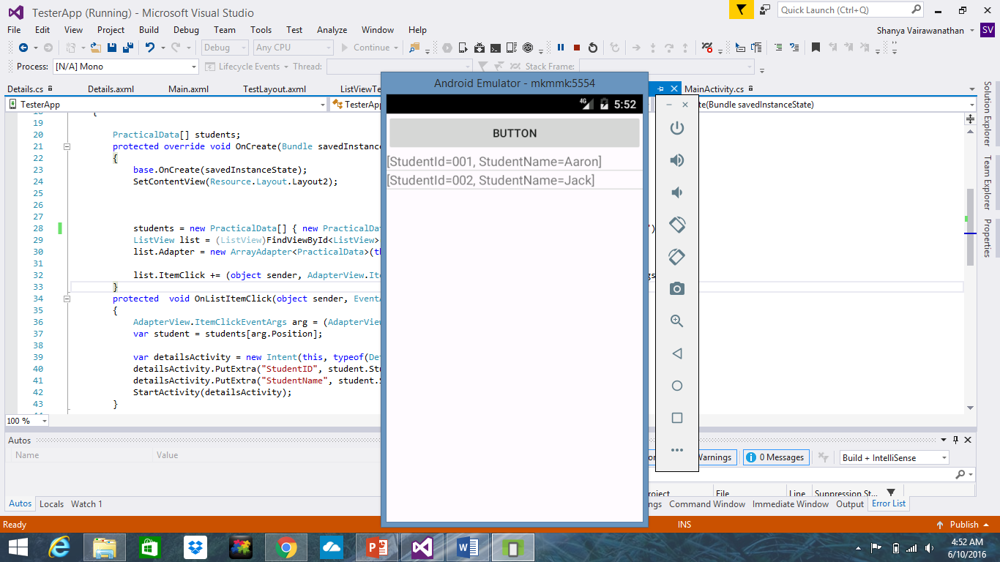 TesterApp (Running) - Microsoft Visual Studio
Quick Launch (Ctrl+Q)
File Edit View Project Build Debug Team Tools Test Analyze Window Help
Shanya Vairawanathan SV
Debug Any CPU Continue
Process: [N/A] Mono Lifecycle Events Thread: Stack Frame:
Android Emulator - mkmmk:5554
Details.cs Details.axml Main.axml TestLayout.axml ListViewTe MainActivity.cs
TesterApp TesterApp te(Bundle savedInstanceState)
4G 5:52
BUTTON
[StudentId=001, StudentName=Aaron]
[StudentId=002, StudentName=Jack]
{
19
20 PracticalData[] students;
21 protected override void OnCreate(Bundle savedInstance
22 {
23 base.OnCreate(savedInstanceState);
24 SetContentView(Resource.Layout.Layout2);
25
26
27
28 students = new PracticalData[] { new PracticalDat ")
29 ListView list = (ListView)FindViewById<ListView>
30 list.Adapter = new ArrayAdapter<PracticalData>(th
31
32 list.ItemClick += (object sender, AdapterView.Ite gs
33 }
34 protected void OnListItemClick(object sender, EventA
35 {
36 AdapterView.ItemClickEventArgs arg = (AdapterView
37 var student = students[arg.Position];
38
39 var detailsActivity = new Intent(this, typeof(De
40 detailsActivity.PutExtra("StudentID", student.Stu
41 detailsActivity.PutExtra("StudentName", student.S
42 StartActivity(detailsActivity);
43 }
100 %
Solution Explorer
Team Explorer
Properties
Autos
Name Value
Warnings 0 Messages Build + IntelliSense
roject File Line Suppression St...
Autos Locals Watch 1
ngs Command Window Immediate Window Output Error List
Ready INS Publish
4:52 AM
6/10/2016